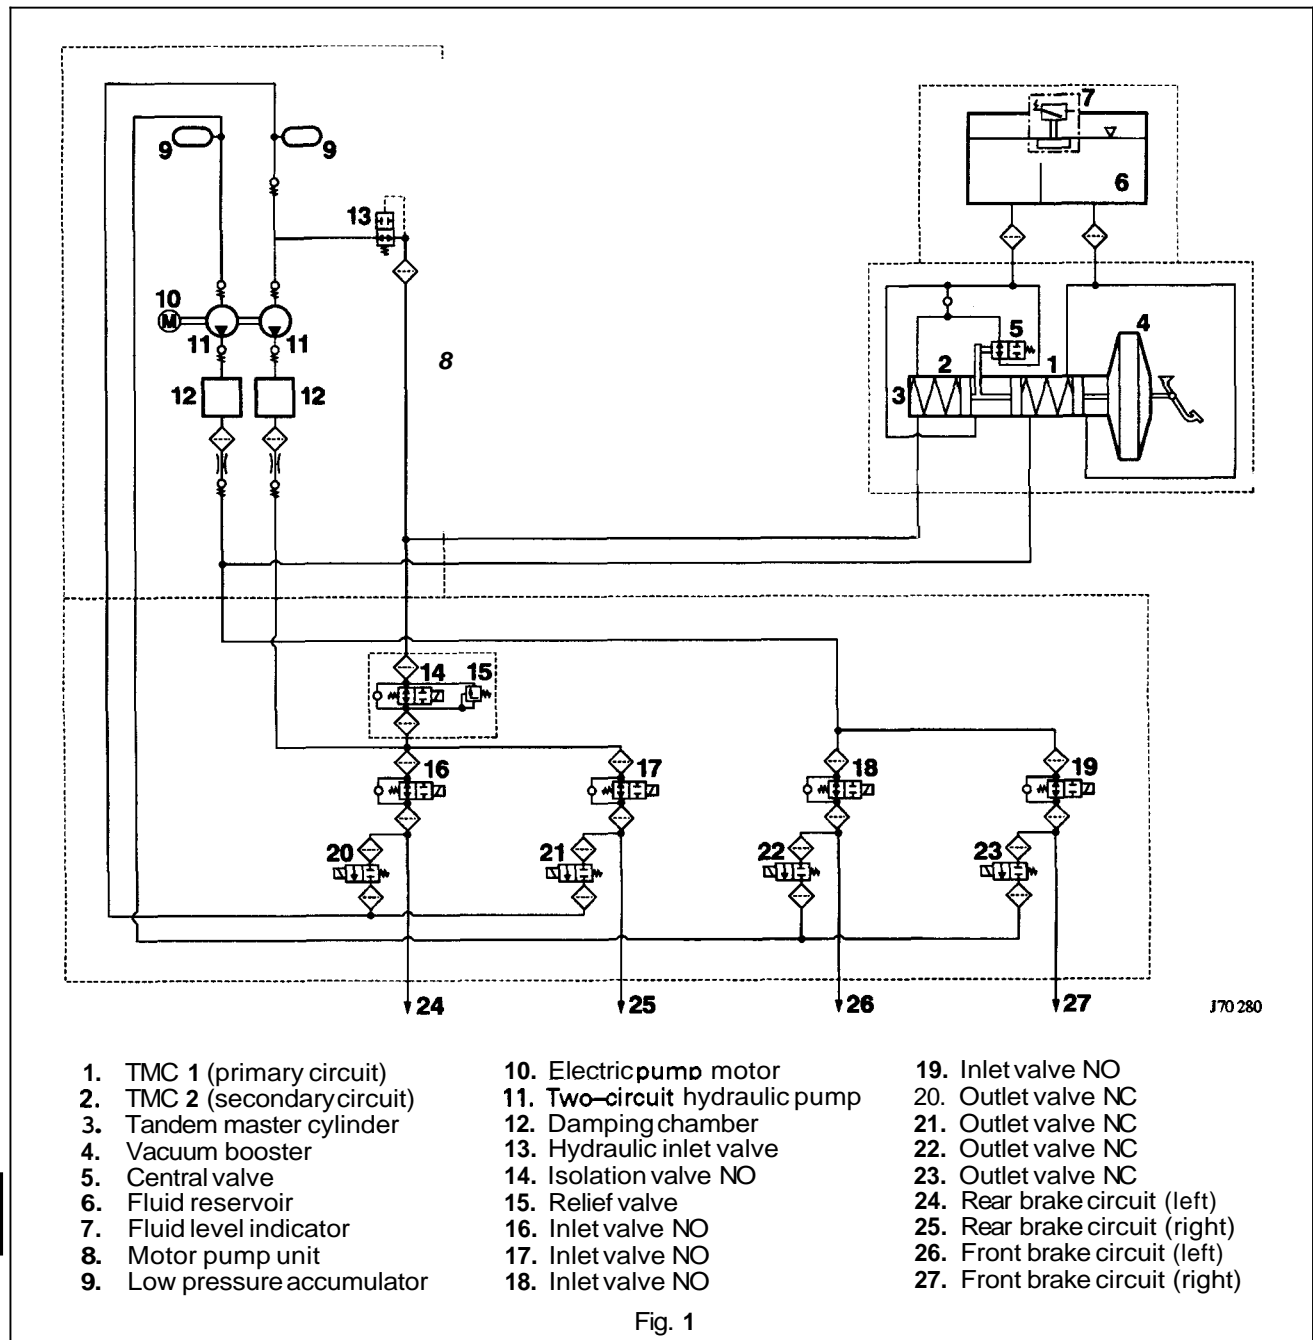 7
9
9
6
13
10
M
11
11
5
4
8
2
1
3
12
12
14
15
16
17
18
19
20
21
22
23
24
25
26
27
J70 280
1. TMC 1 (primary circuit)
2. TMC 2 (secondary circuit)
3. Tandem master cylinder
4. Vacuum booster
5. Central valve
6. Fluid reservoir
7. Fluid level indicator
8. Motor pump unit
9. Low pressure accumulator
10. Electric pump motor
11. Two-circuit hydraulic pump
12. Damping chamber
13. Hydraulic inlet valve
14. Isolation valve NO
15. Relief valve
16. Inlet valve NO
17. Inlet valve NO
18. Inlet valve NO
19. Inlet valve NO
20. Outlet valve NC
21. Outlet valve NC
22. Outlet valve NC
23. Outlet valve NC
24. Rear brake circuit (left)
25. Rear brake circuit (right)
26. Front brake circuit (left)
27. Front brake circuit (right)
Fig. 1